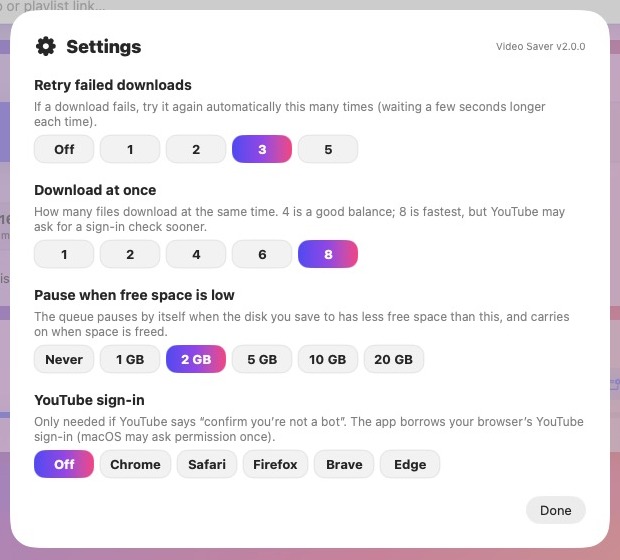 or playlist link...
Settings
Video Saver v2.0.0
Retry failed downloads
If a download fails, try it again automatically this many times (waiting a few seconds longer
each time).
Off 1 2 3 5
Download at once
How many files download at the same time. 4 is a good balance; 8 is fastest, but YouTube may
ask for a sign-in check sooner.
1 2 4 6 8
Pause when free space is low
The queue pauses by itself when the disk you save to has less free space than this, and carries
on when space is freed.
Never 1 GB 2 GB 5 GB 10 GB 20 GB
YouTube sign-in
Only needed if YouTube says “confirm you’re not a bot”. The app borrows your browser’s YouTube
sign-in (macOS may ask permission once).
Off Chrome Safari Firefox Brave Edge
Done